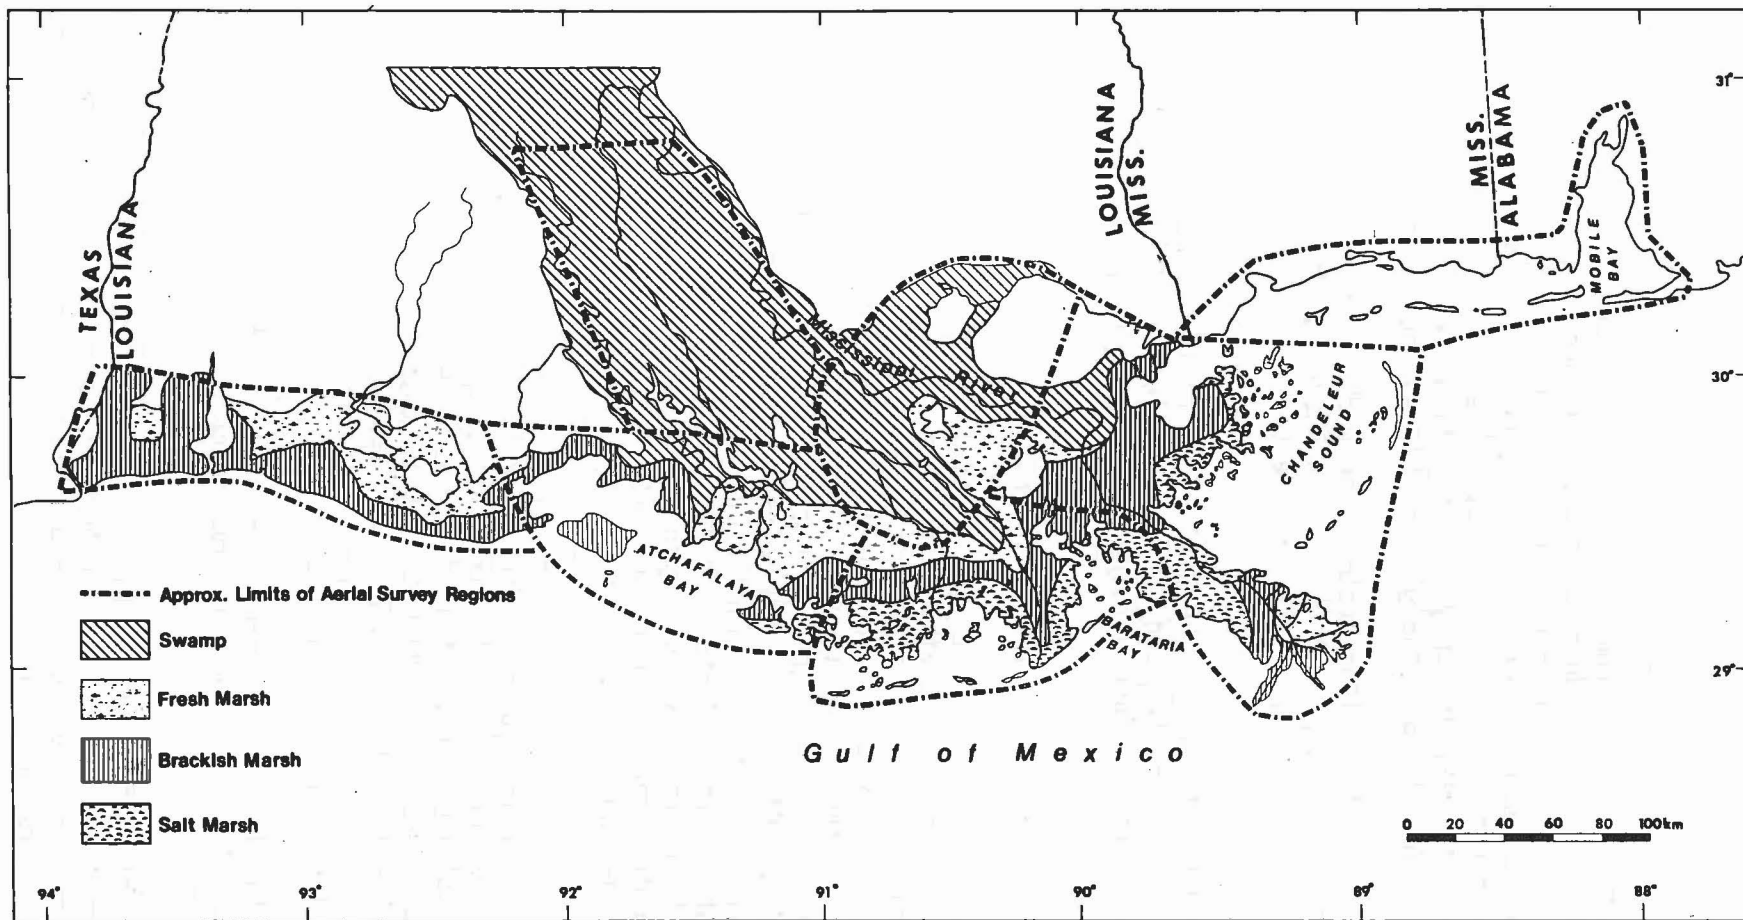 31°
LOUISIANA
MISS.
MISS.
ALABAMA
TEXAS
LOUISIANA
MOBILE
BAY
Mississippi River
30°
CHANDELEUR
SOUND
ATCHAFALAYA
BAY
Approx. Limits of Aerial Survey Regions
BARATARIA
BAY
Swamp
29°
Fresh Marsh
Gulf of Mexico
Brackish Marsh
Salt Marsh
0 20 40 60 80 100km
94° 93° 92° 91° 90° 89° 88°